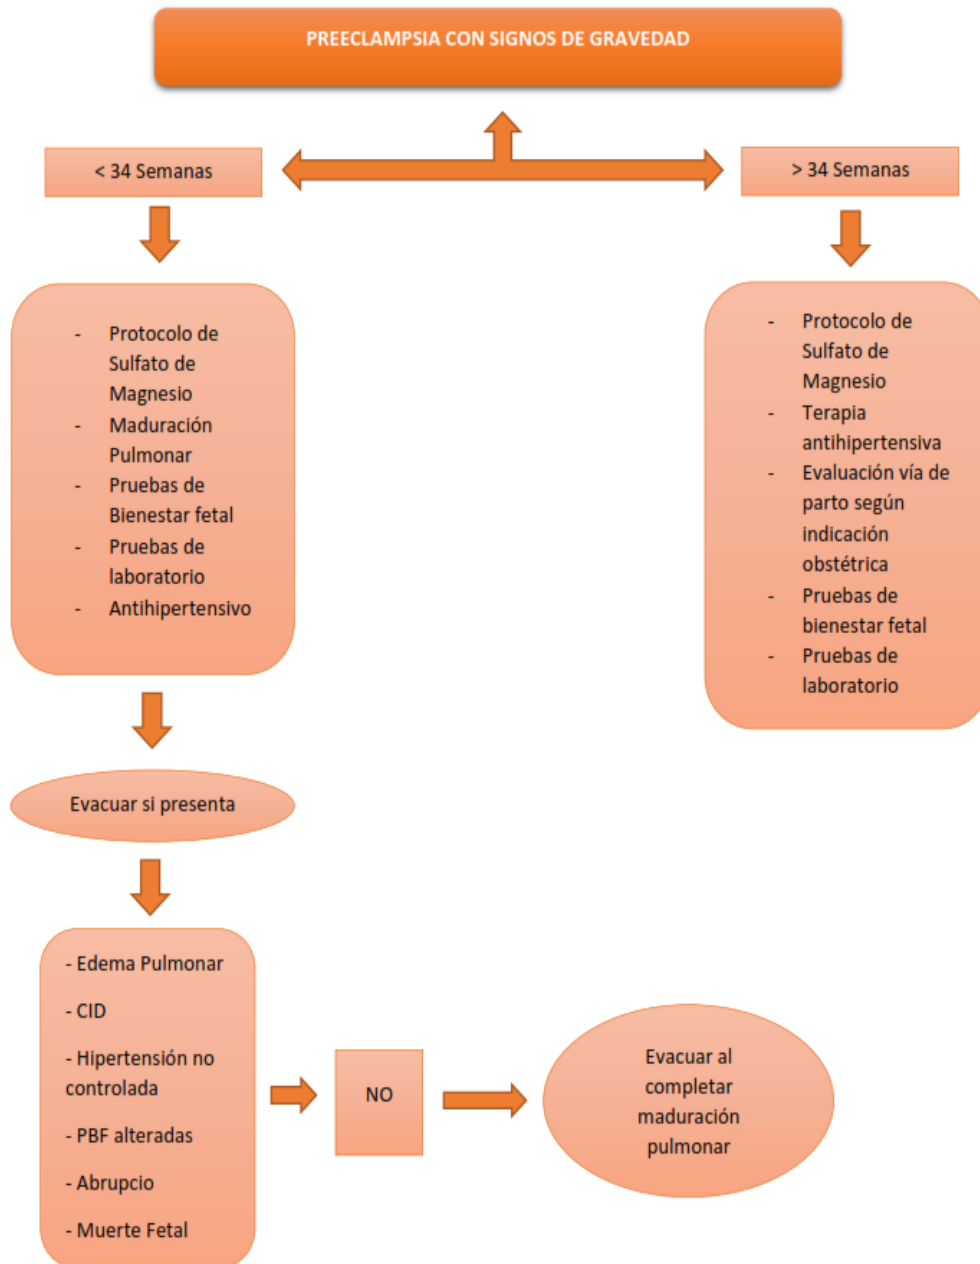 PREECLAMPSIA CON SIGNOS DE GRAVEDAD
< 34 Semanas
> 34 Semanas
- Protocolo de
Sulfato de
Magnesio
- Maduración
Pulmonar
- Pruebas de
Bienestar fetal
- Pruebas de
laboratorio
- Antihipertensivo
- Protocolo de
Sulfato de
Magnesio
- Terapia
antihipertensiva
- Evaluación vía de
parto según
indicación
obstétrica
- Pruebas de
bienestar fetal
- Pruebas de
laboratorio
Evacuar si presenta
- Edema Pulmonar
- CID
- Hipertensión no
controlada
- PBF alteradas
- Abrupcio
- Muerte Fetal
NO
Evacuar al
completar
maduración
pulmonar